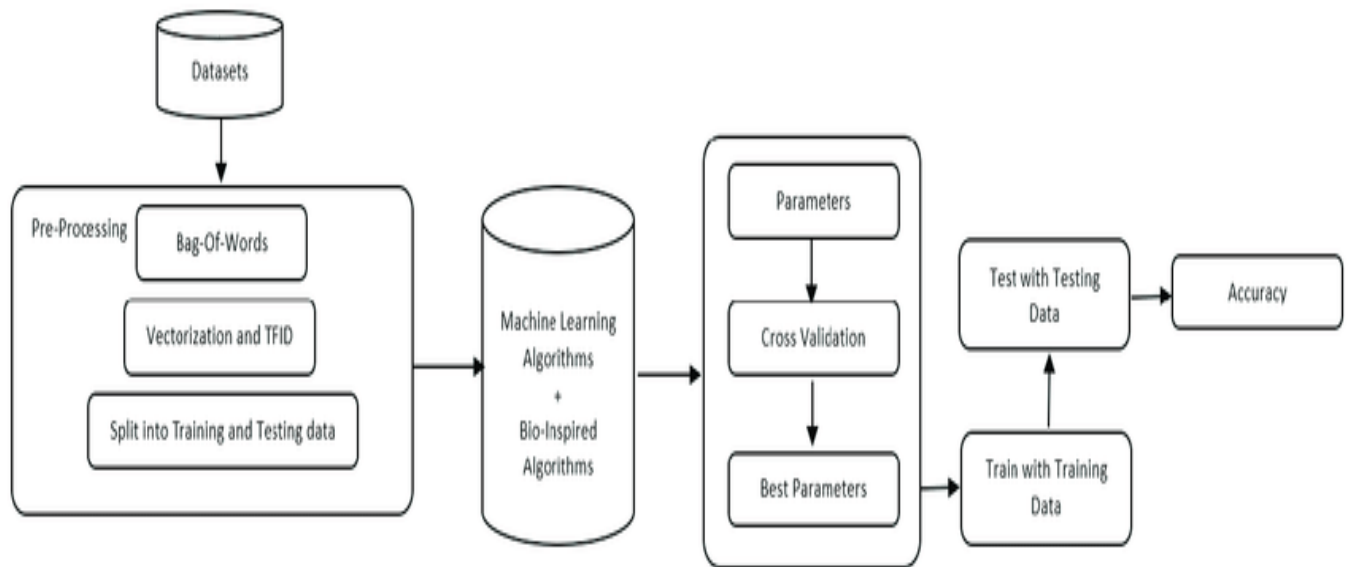 Datasets
Pre-Processing
Bag-Of-Words
Vectorization and TFID
Split into Training and Testing data
Machine Learning
Algorithms
+
Bio-Inspired
Algorithms
Parameters
Cross Validation
Best Parameters
Train with Training
Data
Test with Testing
Data
Accuracy